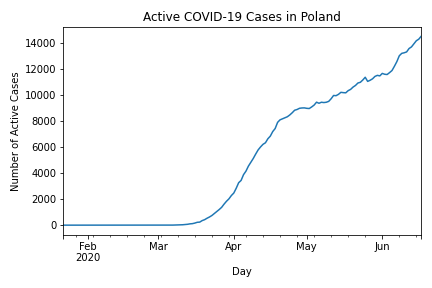 Active COVID-19 Cases in Poland
Number of Active Cases
14000
12000
10000
8000
6000
4000
2000
0
Feb Mar Apr May Jun
2020
Day